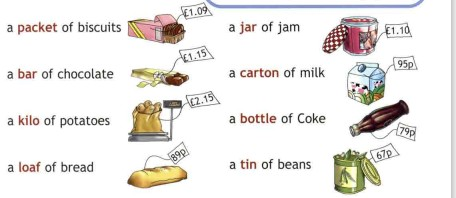 a packet of biscuits
£1.09
a bar of chocolate
£1.15
a kilo of potatoes
£2.15
a loaf of bread
89p
a jar of jam
£1.10
a carton of milk
95p
a bottle of Coke
79p
a tin of beans
67p